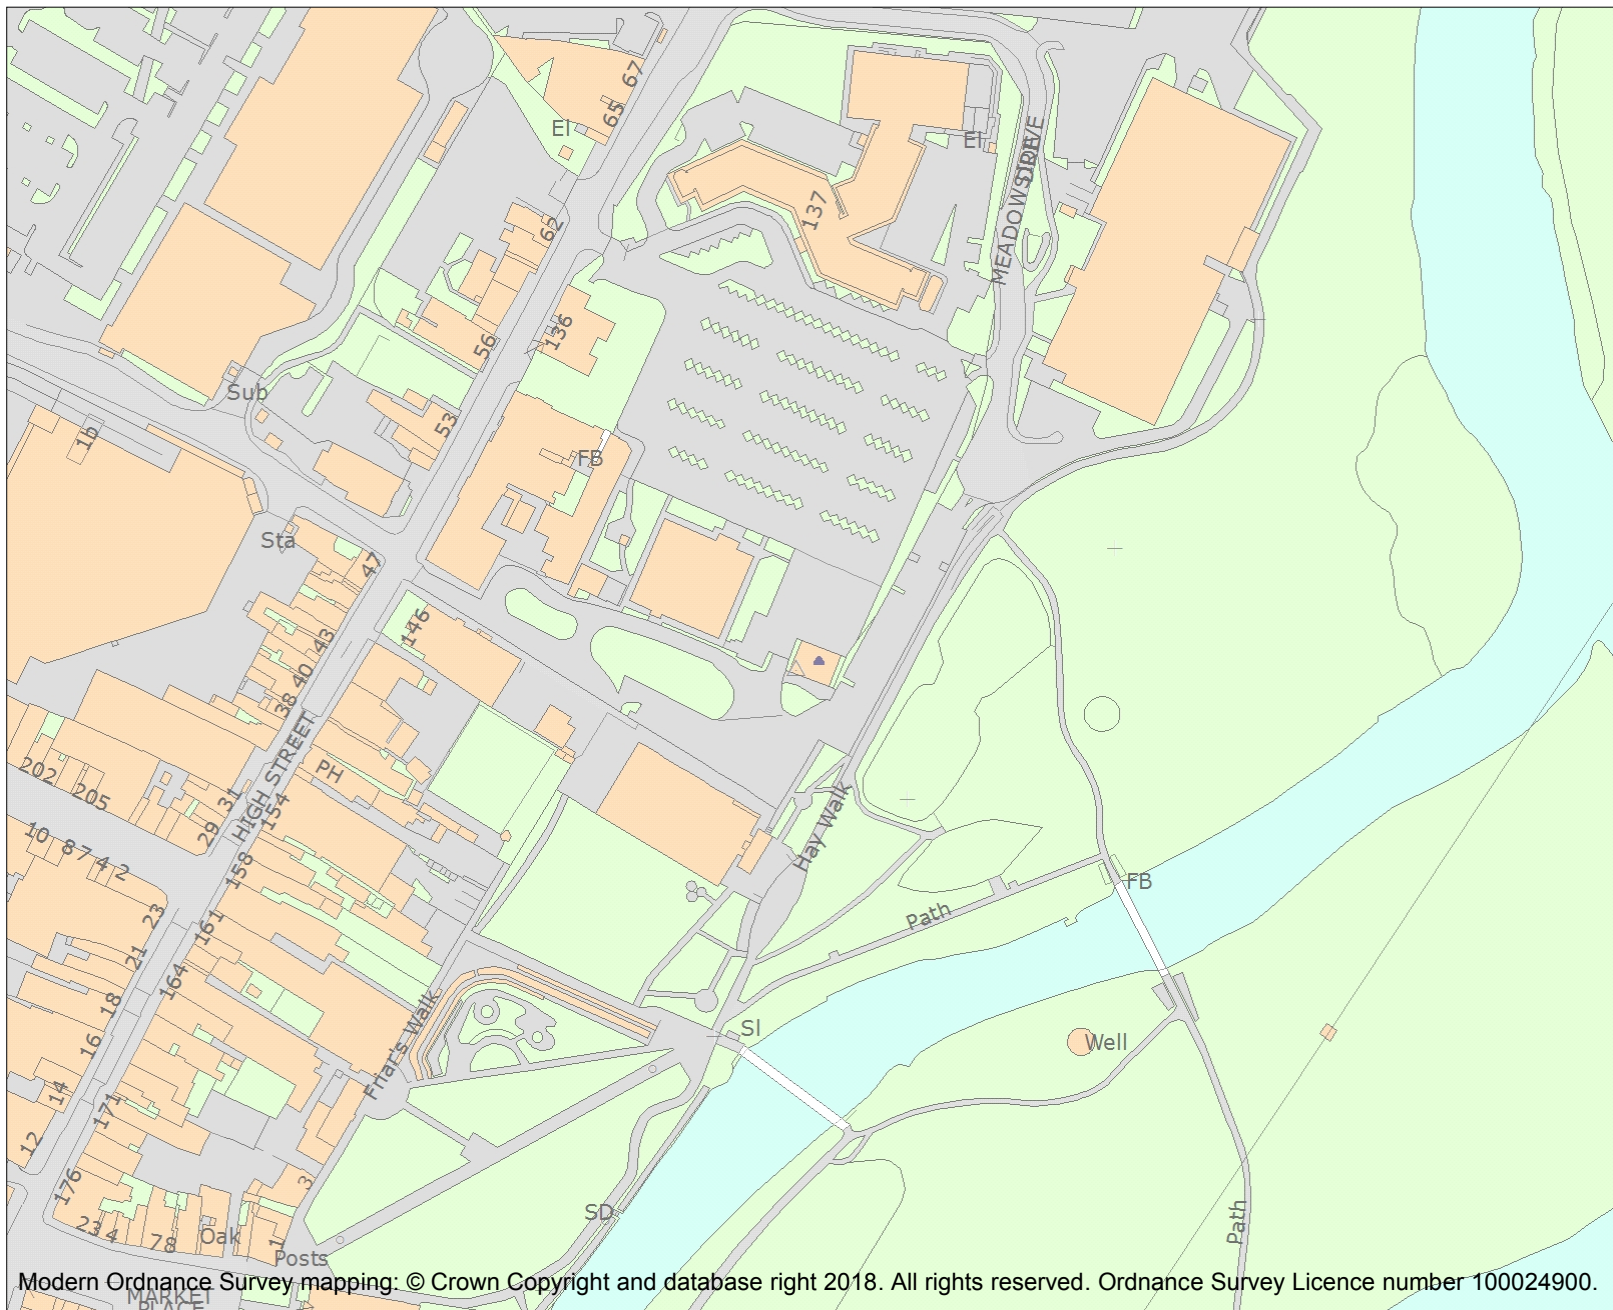 67
65
El
El
MEADOWSIDE
DRIVE
137
62
136
56
Sub
53
1b
FB
Sta
47
146
43
40
38
HIGH STREET
PH
202
205
31
154
29
Hay Walk
10
8
7
4
2
158
FB
23
161
Path
21
164
18
Friar's Walk
Sl
16
Well
14
171
12
3
176
SD
Path
23 4
78
Oak
1
Posts
Modern Ordnance Survey mapping: © Crown Copyright and database right 2018. All rights reserved. Ordnance Survey Licence number 100024900.
MARKET
PLACE